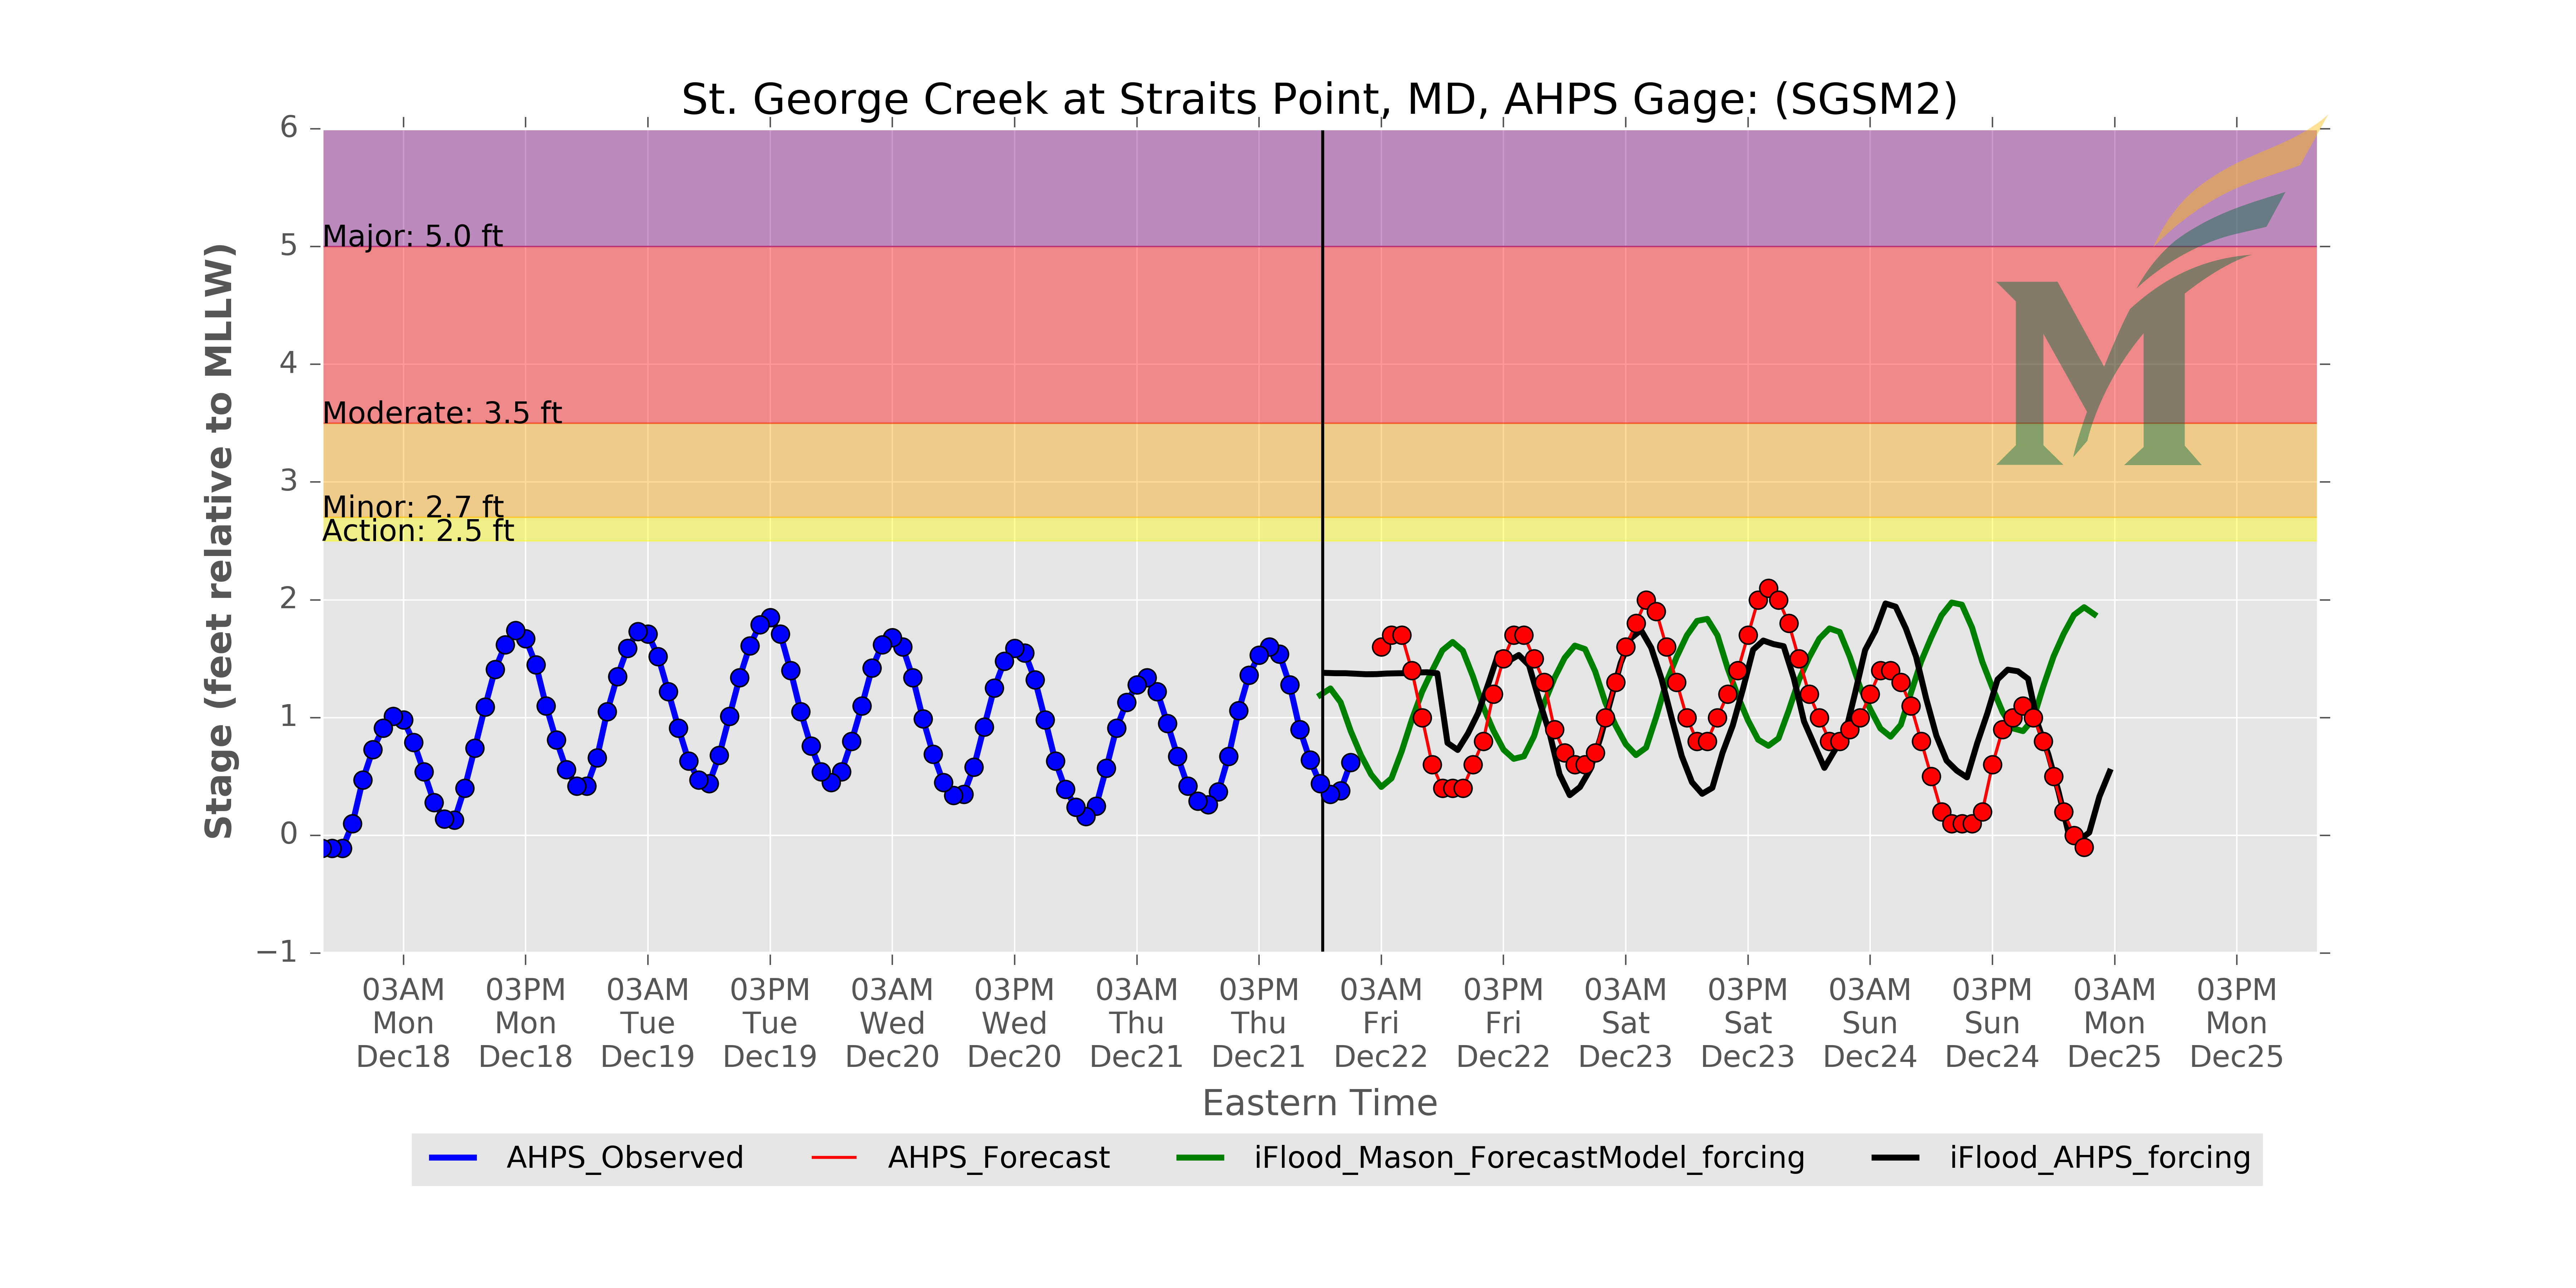 St. George Creek at Straits Point, MD, AHPS Gage: (SGSM2)
Stage (feet relative to MLLW)
6
5
4
3
2
1
0
−1
Major: 5.0 ft
Moderate: 3.5 ft
Minor: 2.7 ft
Action: 2.5 ft
M
03AM 03PM 03AM 03PM 03AM 03PM 03AM 03PM 03AM 03PM 03AM 03PM 03AM 03PM 03AM 03PM
Mon Mon Tue Tue Wed Wed Thu Thu Fri Fri Sat Sat Sun Sun Mon Mon
Dec18 Dec18 Dec19 Dec19 Dec20 Dec20 Dec21 Dec21 Dec22 Dec22 Dec23 Dec23 Dec24 Dec24 Dec25 Dec25
Eastern Time
AHPS_Observed AHPS_Forecast iFlood_Mason_ForecastModel_forcing iFlood_AHPS_forcing